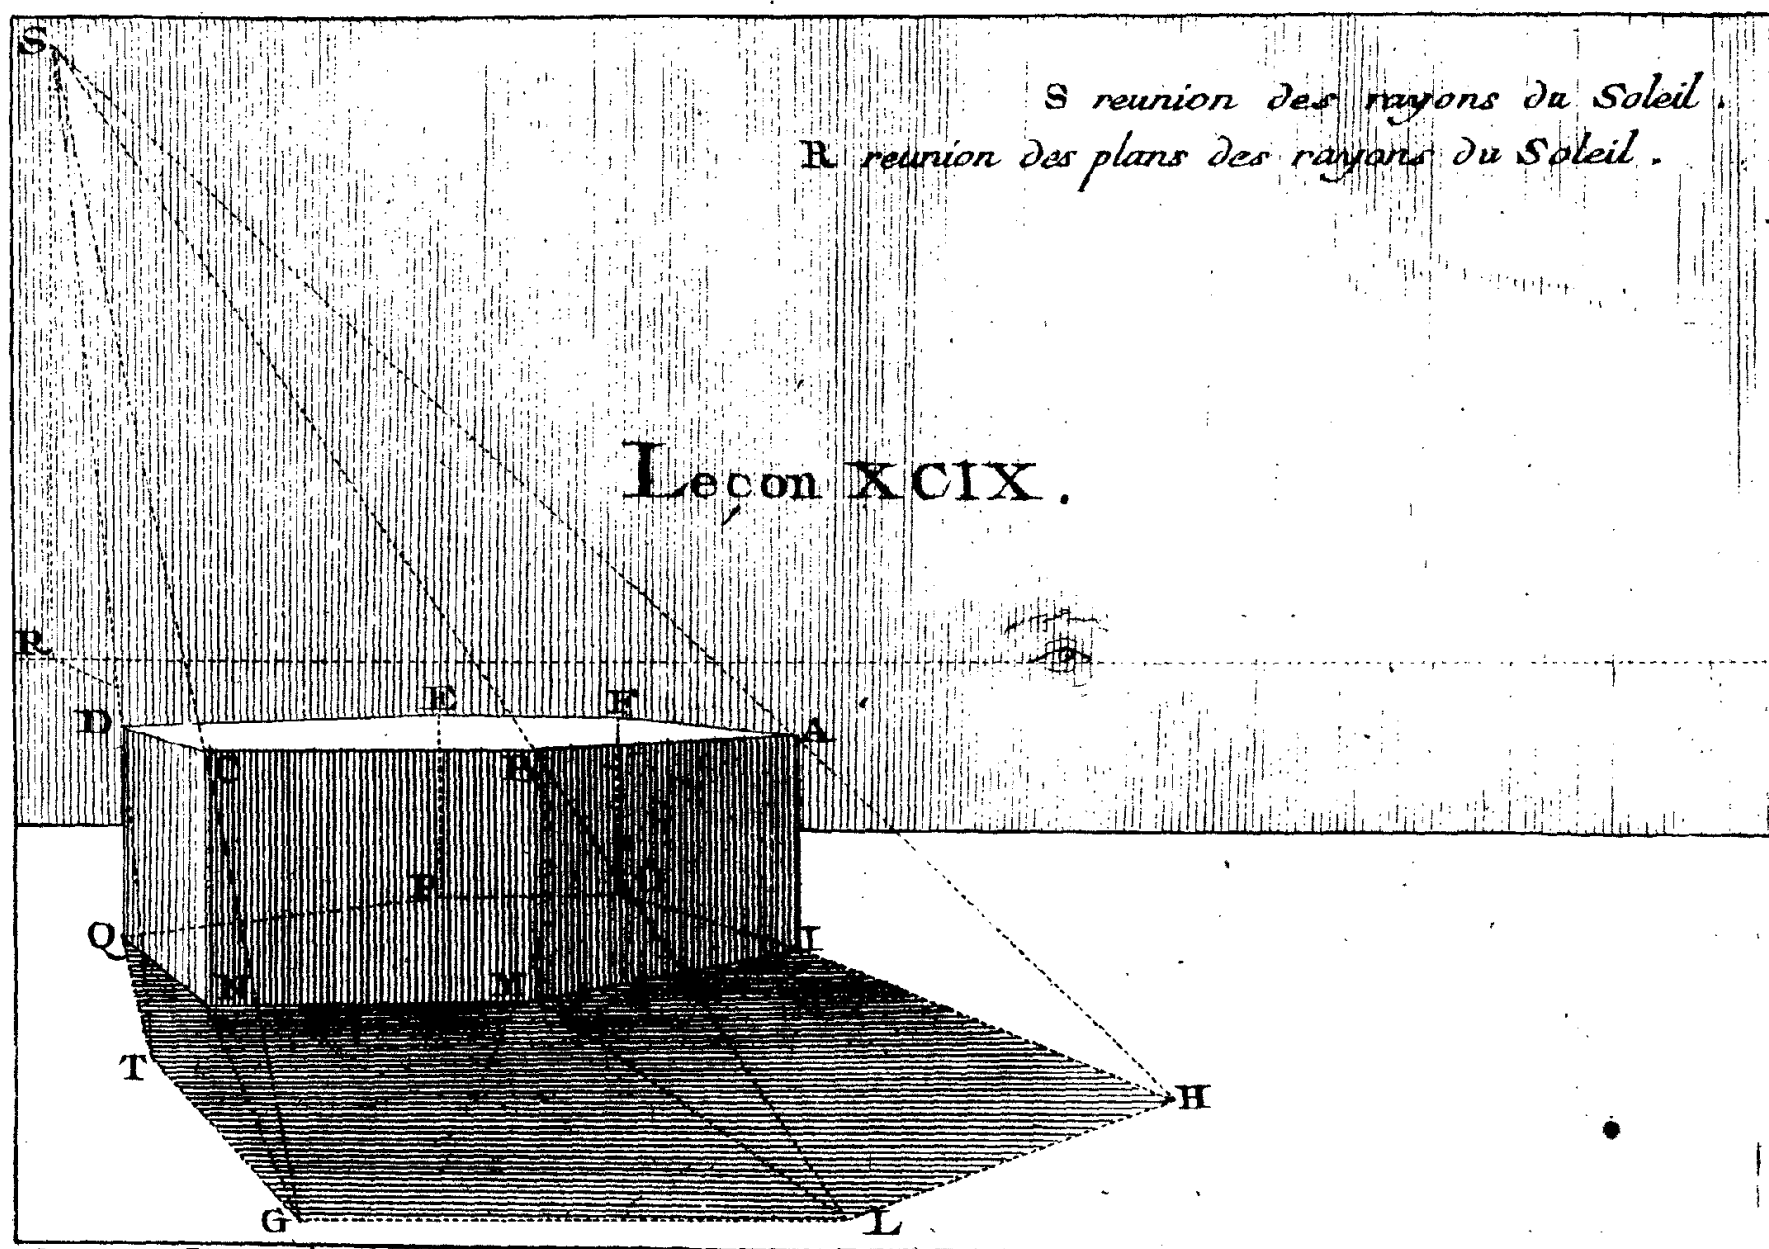 S
S reunion des rayons du Soleil.
R reunion des plans des rayons du Soleil.
Leçon XCIX.
R
E F
D A
C B
P O
Q I
N M
T H
G L